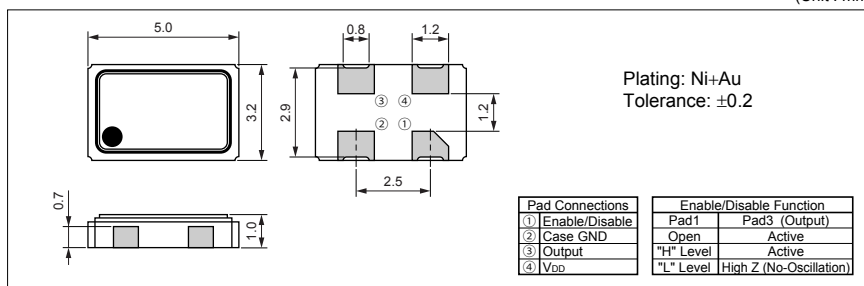 5.0
0.8
1.2
3.2
2.9
③ ④
② ①
1.2
2.5
0.7
1.0
Plating: Ni+Au
Tolerance: ±0.2
Pad Connections
① Enable/Disable
② Case GND
③ Output
④ VDD
Enable/Disable Function
Pad1 Pad3 (Output)
Open Active
"H" Level Active
"L" Level High Z (No-Oscillation)